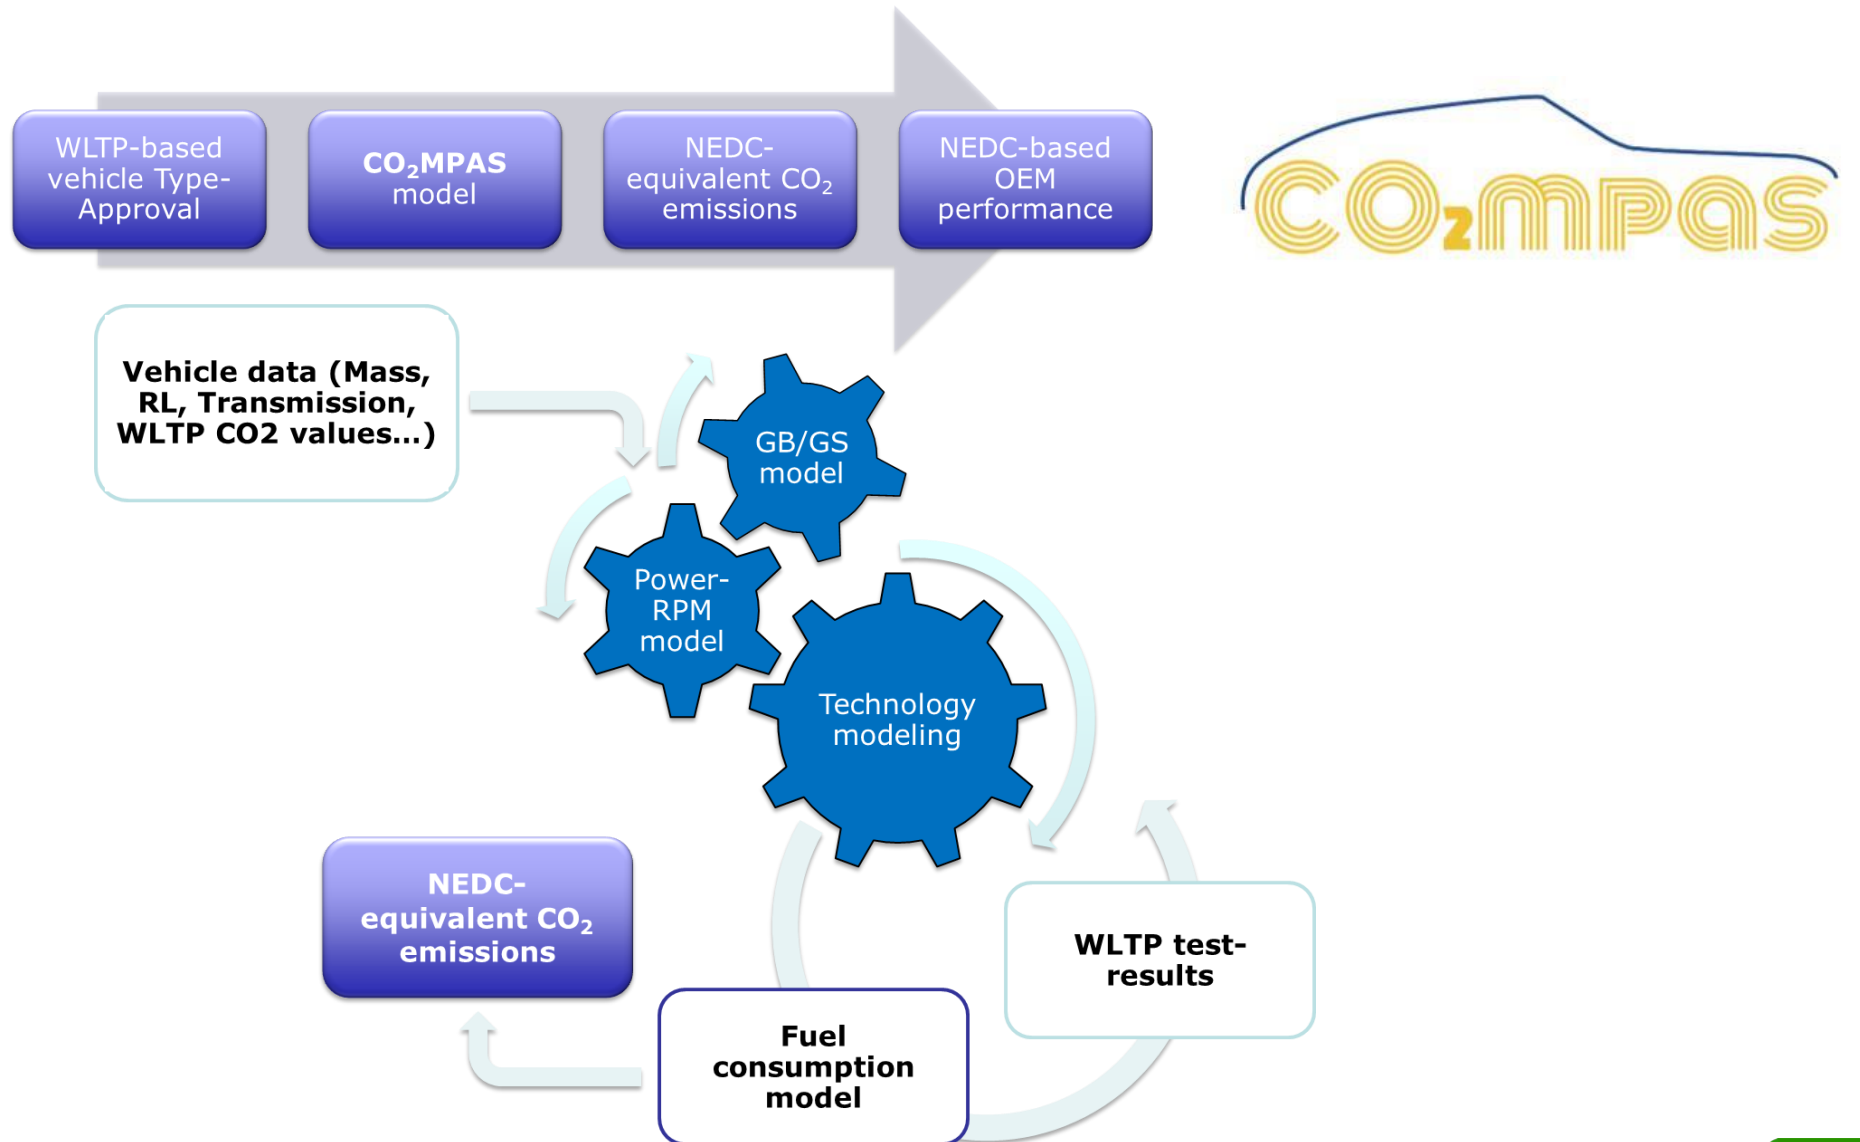 WLTP-based
vehicle Type-
Approval
CO₂MPAS
model
NEDC-
equivalent CO₂
emissions
NEDC-based
OEM
performance
CO₂mpas
Vehicle data (Mass,
RL, Transmission,
WLTP CO2 values...)
GB/GS
model
Power-
RPM
model
Technology
modeling
NEDC-
equivalent CO₂
emissions
WLTP test-
results
Fuel
consumption
model